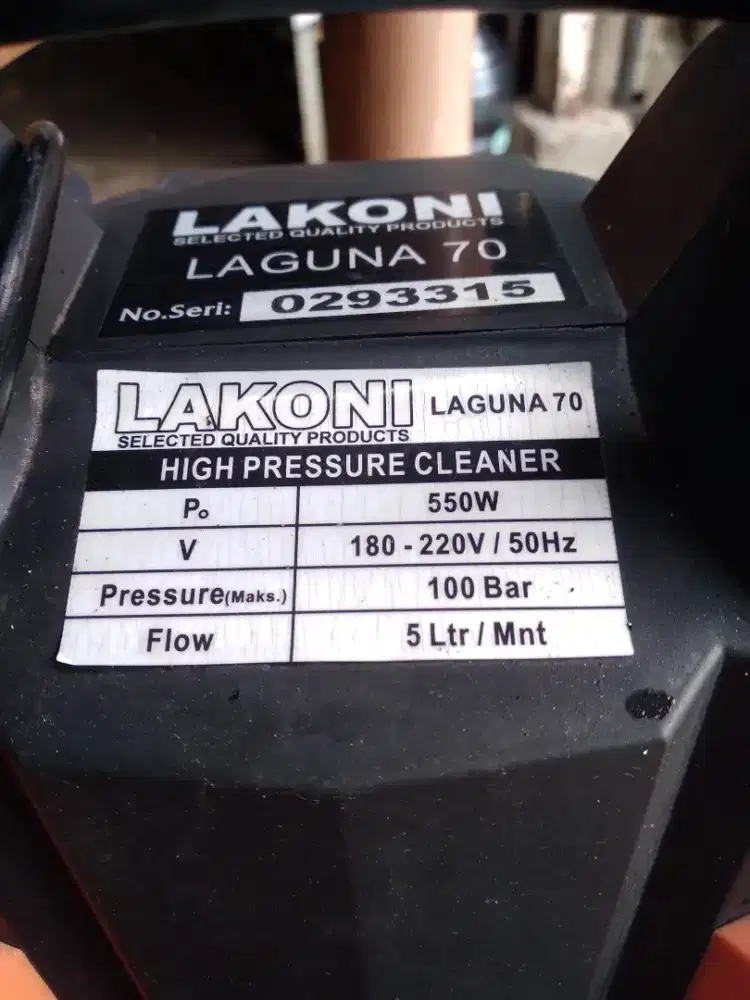 LAKONI
SELECTED QUALITY PRODUCTS
LAGUNA 70
No.Seri: 0293315
LAKONI LAGUNA 70
SELECTED QUALITY PRODUCTS
HIGH PRESSURE CLEANER
Po 550W
V 180 - 220V / 50Hz
Pressure(Maks.) 100 Bar
Flow 5 Ltr / Mnt